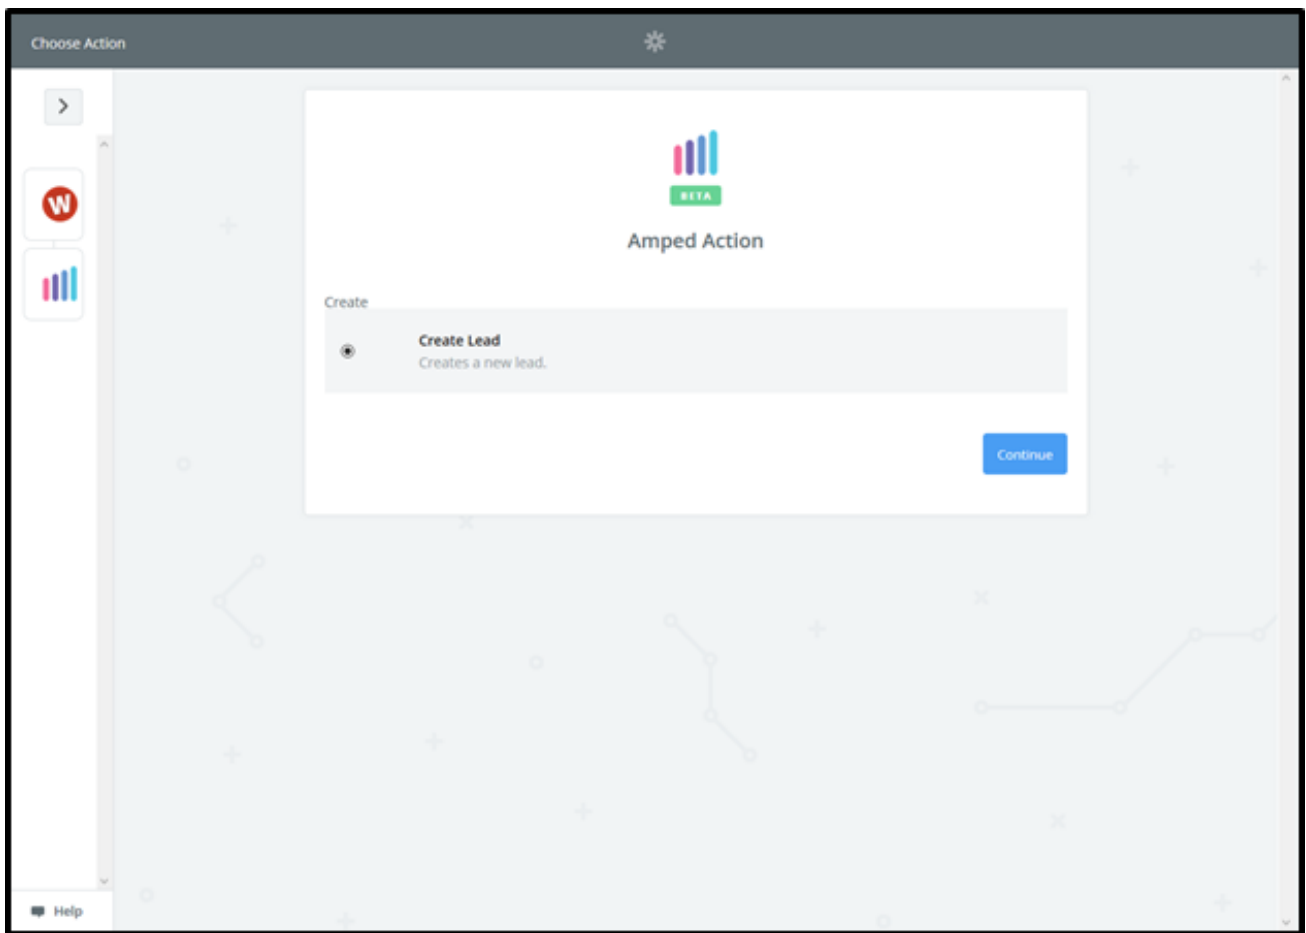 Choose Action
W
BETA
Amped Action
Create
Create Lead
Creates a new lead.
Continue
Help